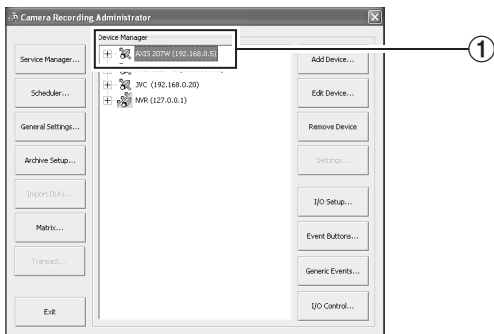 Camera Recording Administrator
Device Manager
Service Manager...
Scheduler...
General Settings...
Archive Setup...
Import DLKs...
Matrix...
Transact...
Exit
AXIS 207W (192.168.0.5)
JVC (192.168.0.20)
NVR (127.0.0.1)
Add Device...
Edit Device...
Remove Device
Settings...
I/O Setup...
Event Buttons...
Generic Events...
I/O Control...
1